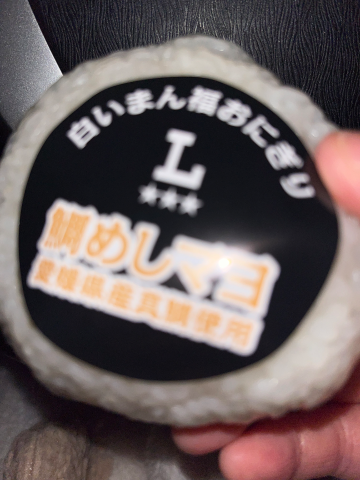 白いまん福おにぎり
L
★★★
鯛めしマヨ
愛媛県産真鯛使用